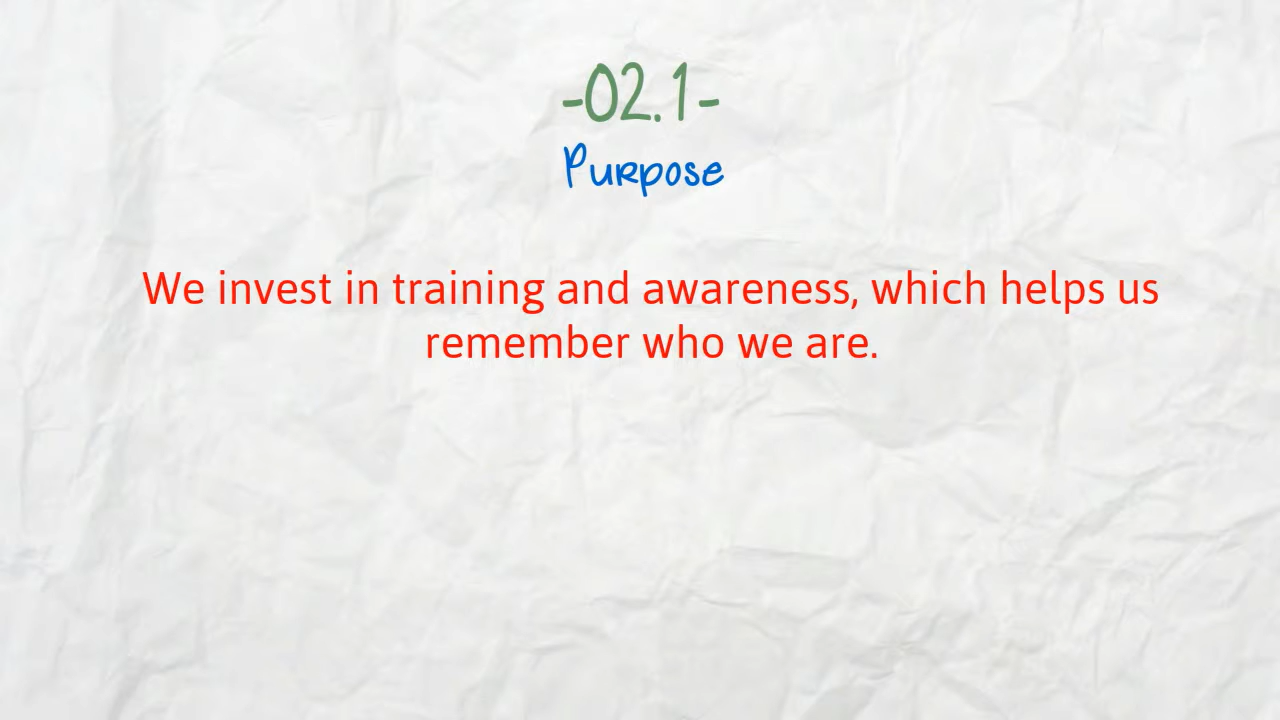 -02.1-
Purpose
We invest in training and awareness, which helps us
remember who we are.